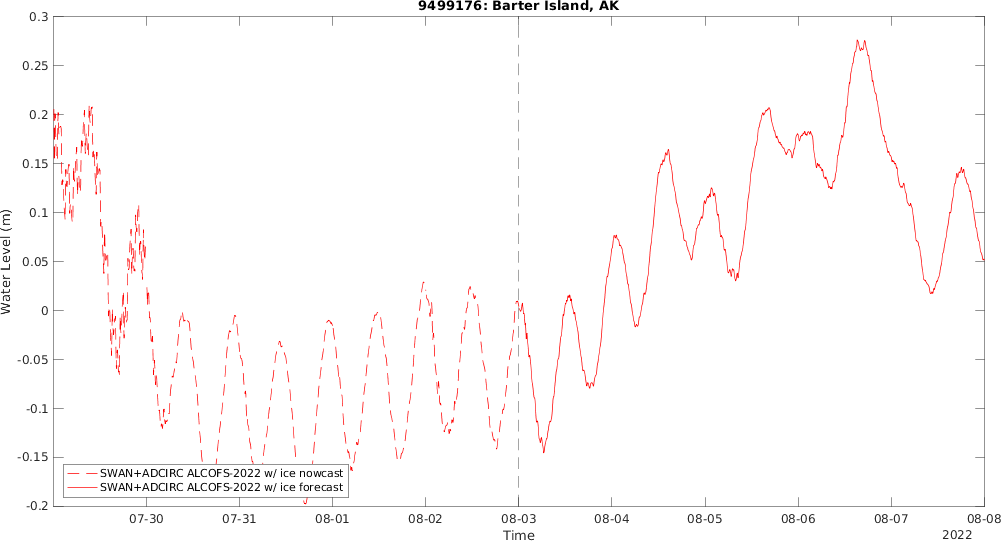 9499176: Barter Island, AK
Water Level (m)
0.3
0.25
0.2
0.15
0.1
0.05
0
-0.05
-0.1
-0.15
-0.2
SWAN+ADCIRC ALCOFS-2022 w/ ice nowcast
SWAN+ADCIRC ALCOFS-2022 w/ ice forecast
07-30 07-31 08-01 08-02 08-03 08-04 08-05 08-06 08-07 08-08
Time
2022